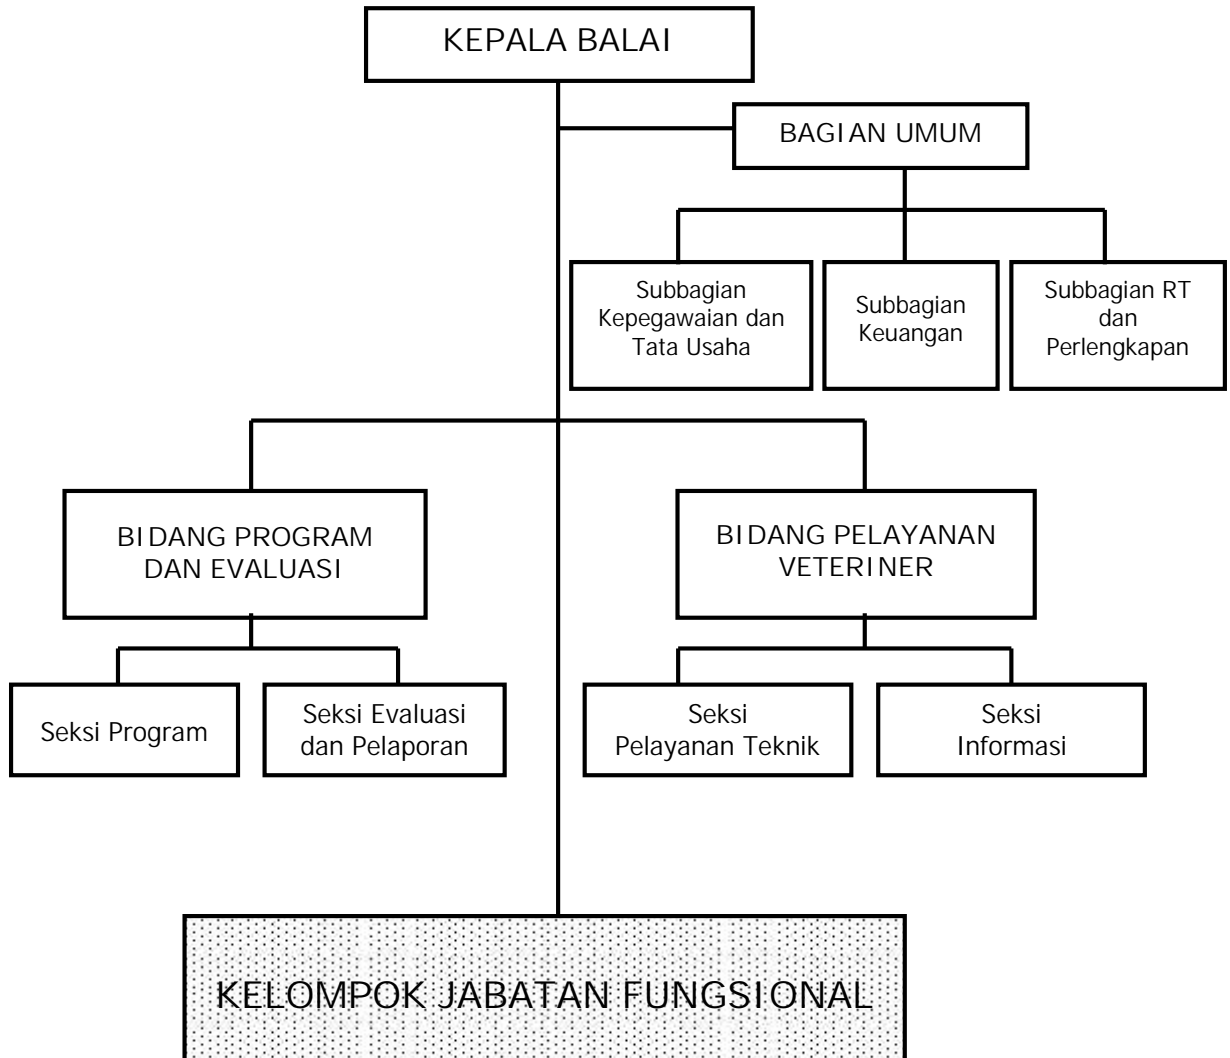 KEPALA BALAI
BAGIAN UMUM
Subbagian
Kepegawaian dan
Tata Usaha
Subbagian
Keuangan
Subbagian RT
dan
Perlengkapan
BIDANG PROGRAM
DAN EVALUASI
BIDANG PELAYANAN
VETERINER
Seksi Program
Seksi Evaluasi
dan Pelaporan
Seksi
Pelayanan Teknik
Seksi
Informasi
KELOMPOK JABATAN FUNGSIONAL